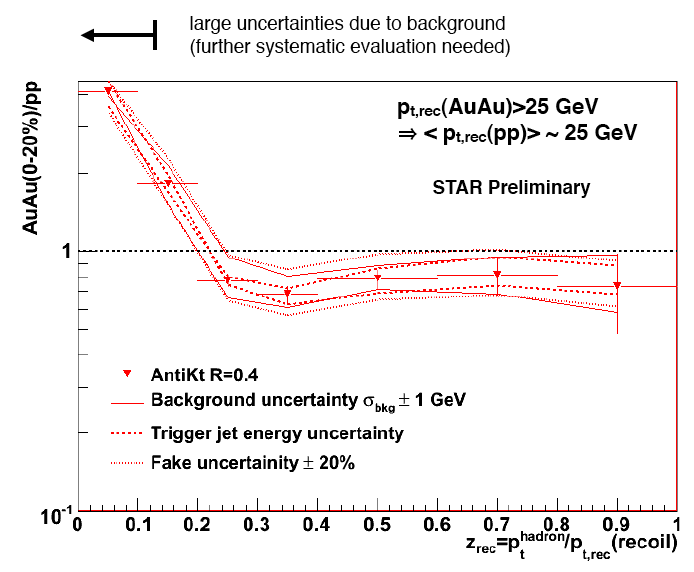 large uncertainties due to background
(further systematic evaluation needed)
AuAu(0-20%)/pp
p_t,rec(AuAu)>25 GeV
⇒ < p_t,rec(pp)> ~ 25 GeV
STAR Preliminary
1
AntiKt R=0.4
Background uncertainty σ_bkg ± 1 GeV
Trigger jet energy uncertainty
Fake uncertainity ± 20%
10^-1
0 0.1 0.2 0.3 0.4 0.5 0.6 0.7 0.8 0.9 1
z_rec=p_t^hadron/p_t,rec(recoil)